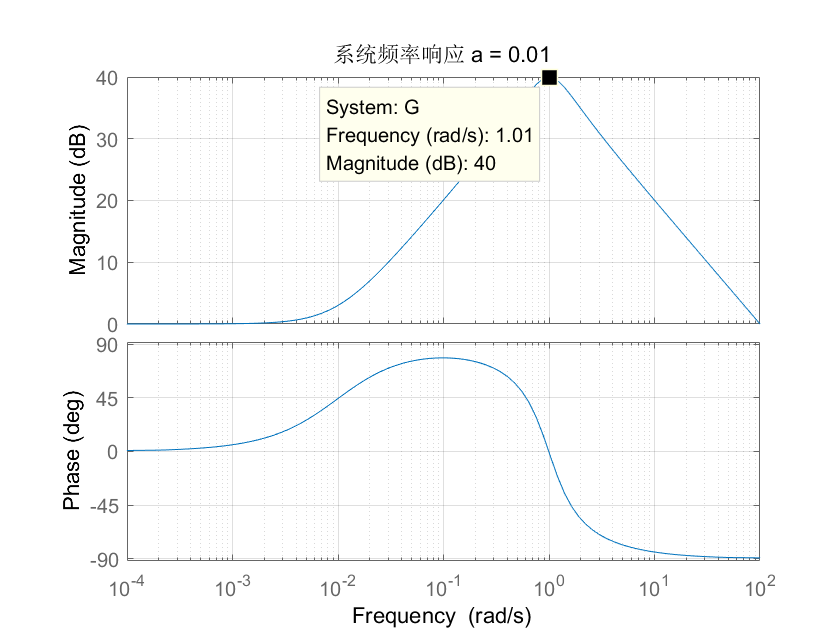 系统频率响应 a = 0.01
System: G
Frequency (rad/s): 1.01
Magnitude (dB): 40
Magnitude (dB)
40
30
20
10
0
Phase (deg)
90
45
0
-45
-90
10^-4
10^-3
10^-2
10^-1
10^0
10^1
10^2
Frequency (rad/s)